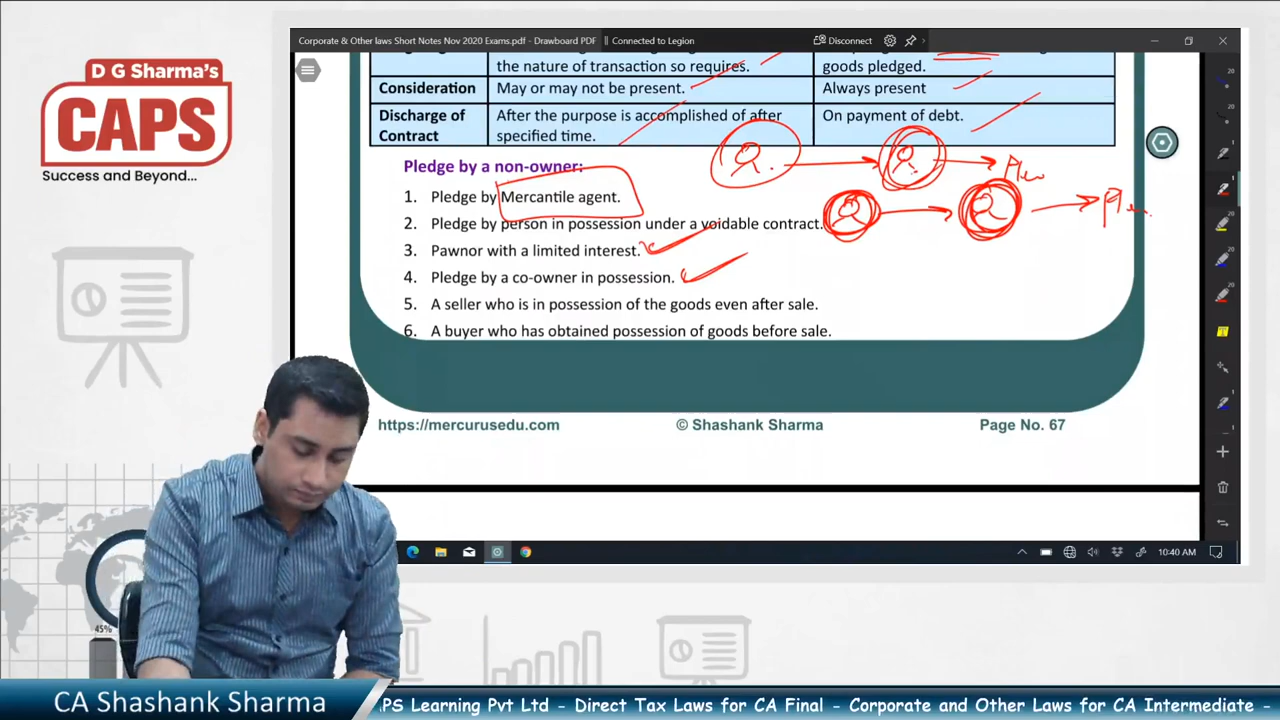 D G SHARMA'S
CAPS
Success and Beyond...
Corporate & Other laws Short Notes Nov 2020 Exams.pdf - Drawboard PDF
Connected to Legion
Disconnect
the nature of transaction so requires.
goods pledged.
Consideration
May or may not be present.
Always present
Discharge of Contract
After the purpose is accomplished of after specified time.
On payment of debt.
Pledge by a non-owner:
1. Pledge by Mercantile agent.
2. Pledge by person in possession under a voidable contract.
3. Pawnor with a limited interest.
4. Pledge by a co-owner in possession.
5. A seller who is in possession of the goods even after sale.
6. A buyer who has obtained possession of goods before sale.
https://mercurusedu.com
© Shashank Sharma
Page No. 67
10:40 AM
45%
CA Shashank Sharma
APS Learning Pvt Ltd - Direct Tax Laws for CA Final - Corporate and Other Laws for CA Intermediate -